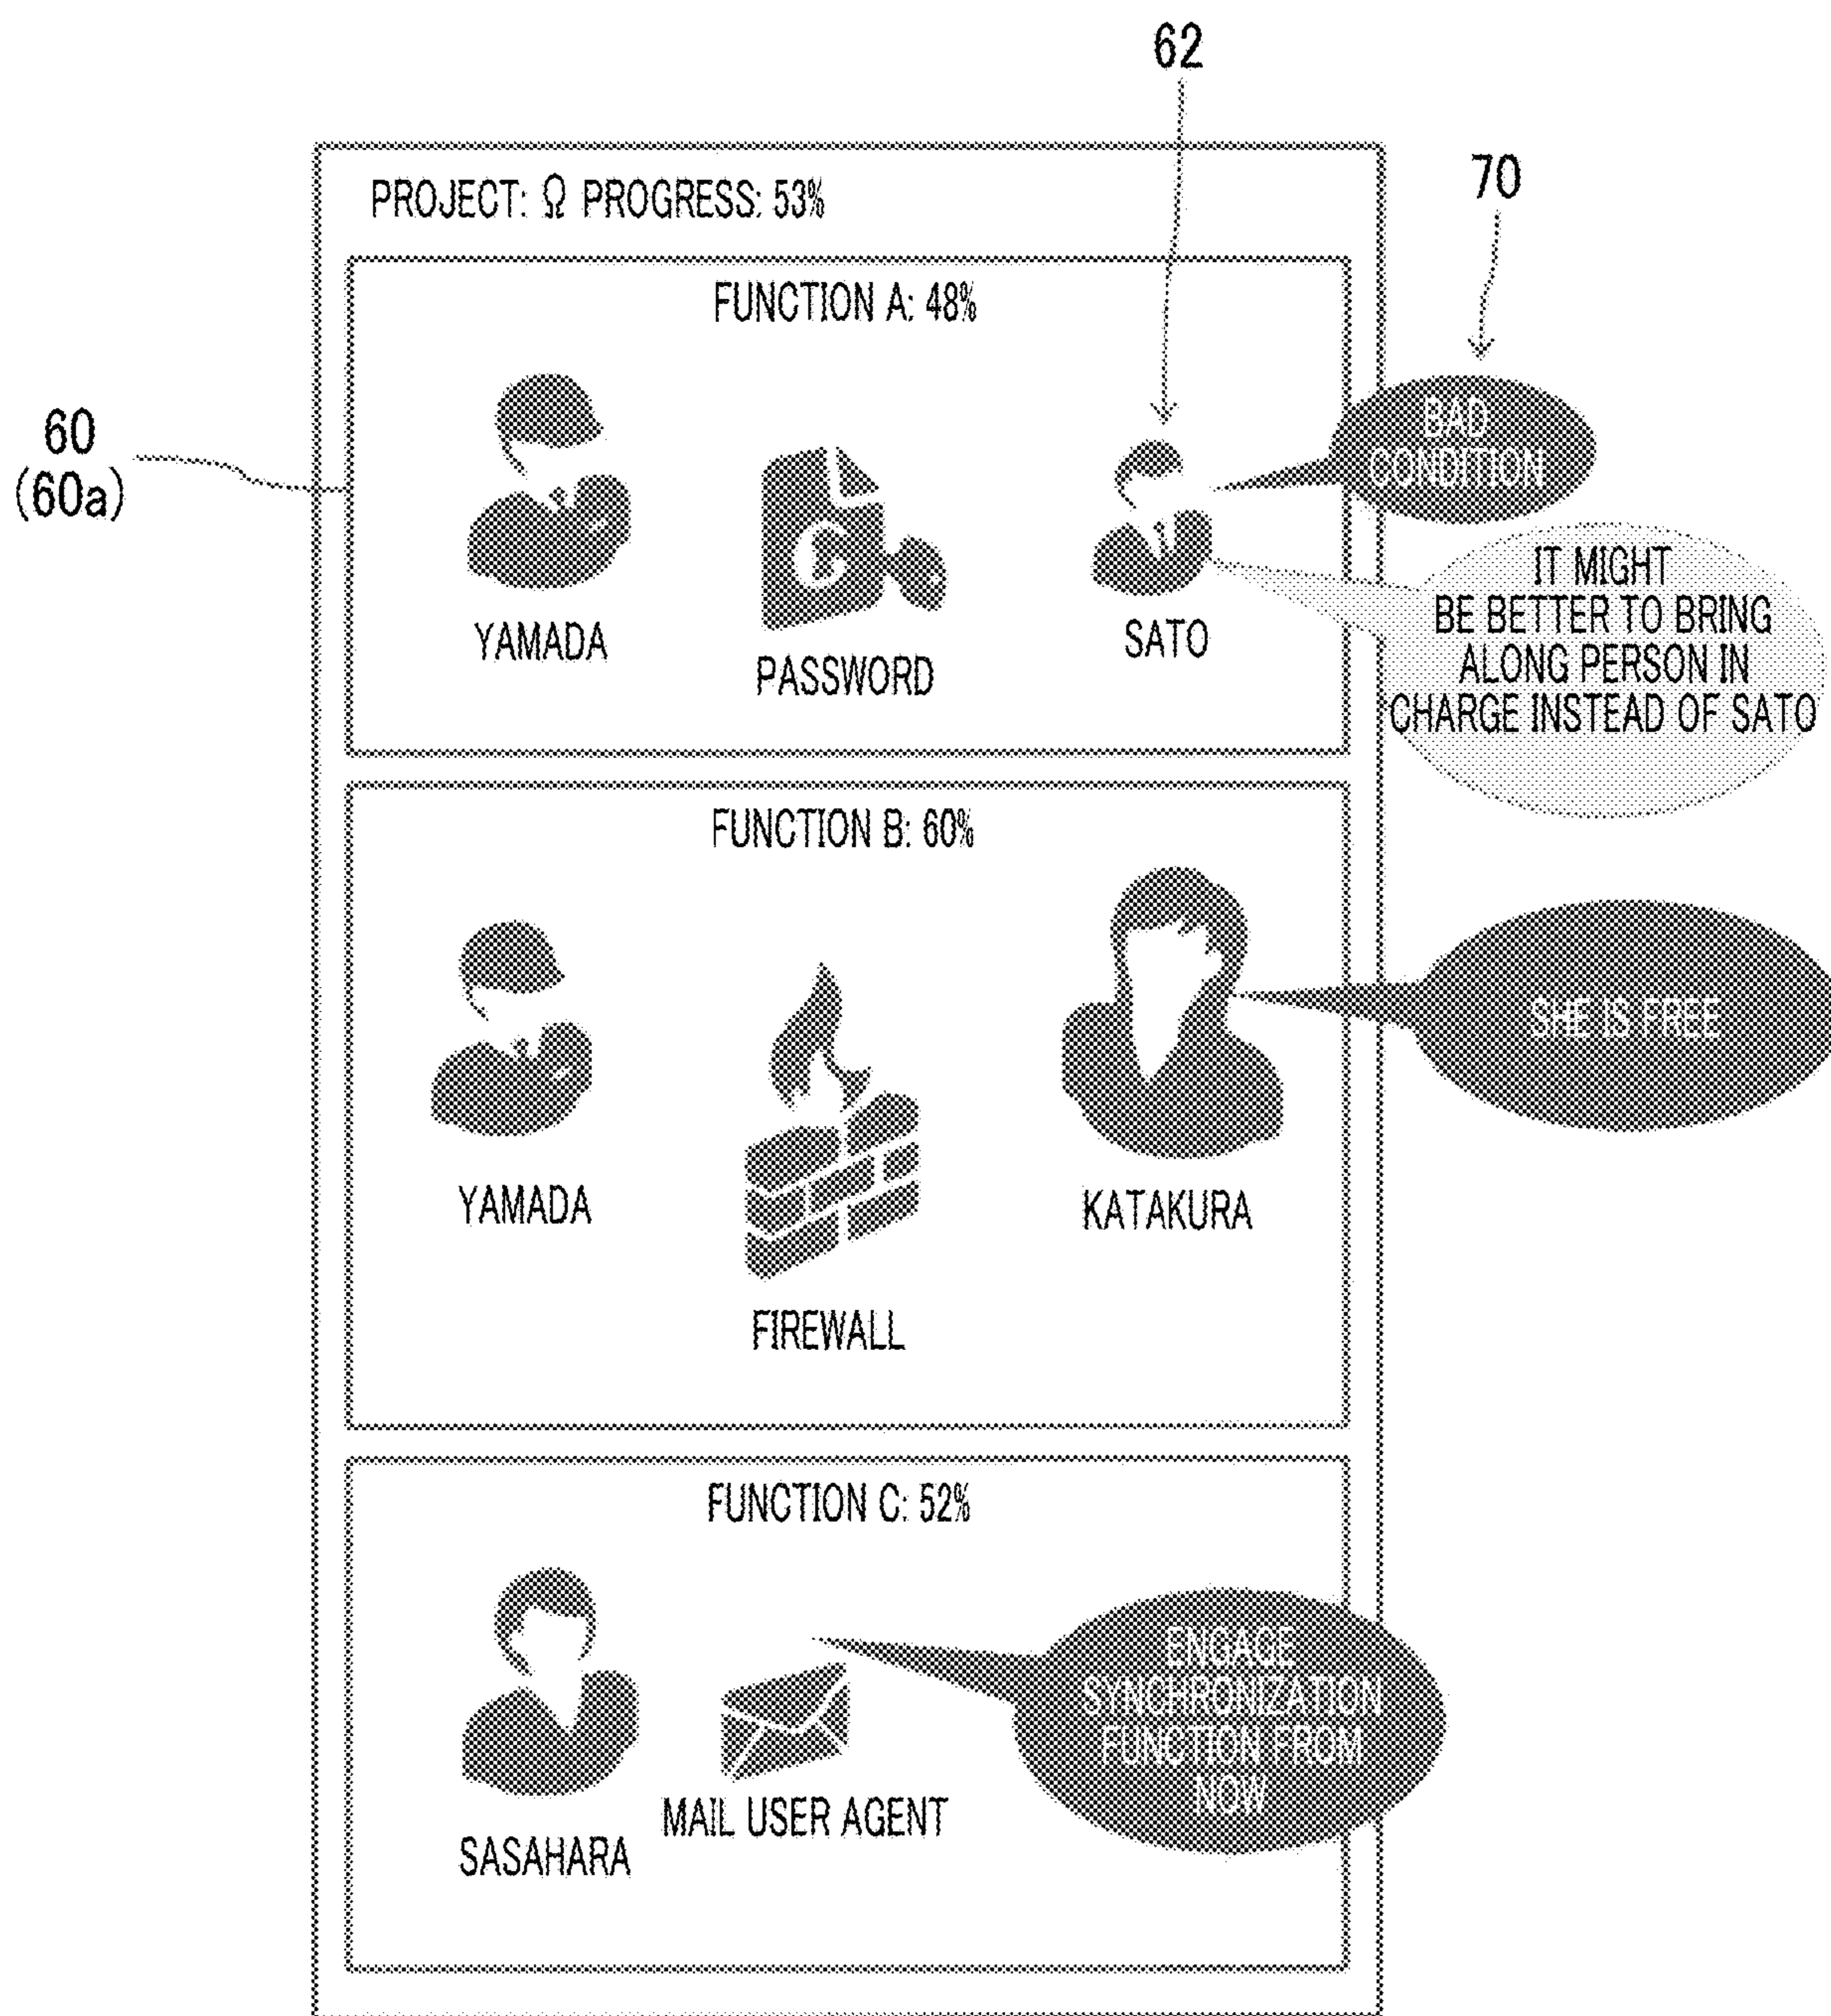 62
70
PROJECT: Ω PROGRESS: 53%
60
(60a)
FUNCTION A: 48%
YAMADA
PASSWORD
SATO
BAD
CONDITION
IT MIGHT
BE BETTER TO BRING
ALONG PERSON IN
CHARGE INSTEAD OF SATO
FUNCTION B: 60%
YAMADA
FIREWALL
KATAKURA
SHE IS FREE
FUNCTION C: 52%
SASAHARA
MAIL USER AGENT
ENGAGE
SYNCHRONIZATION
FUNCTION FROM
NOW